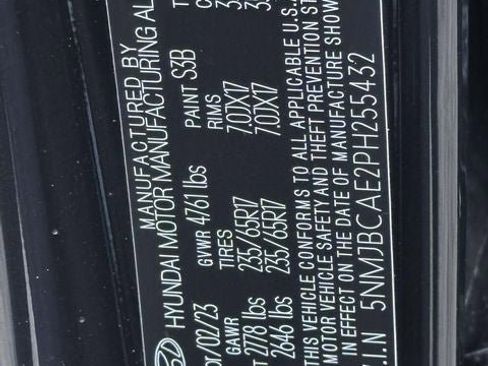 MANUFACTURED BY
HYUNDAI MOTOR MANUFACTURING AL
02/23 GVWR 4761 lbs PAINT S3B
GAWR TIRES RIMS
2778 lbs 235/65R17 7.0JX17
2646 lbs 235/65R17 7.0JX17
THIS VEHICLE CONFORMS TO ALL APPLICABLE U.S.A
MOTOR VEHICLE SAFETY AND THEFT PREVENTION ST
IN EFFECT ON THE DATE OF MANUFACTURE SHOW
V.I.N 5NMJBCAE2PH255432